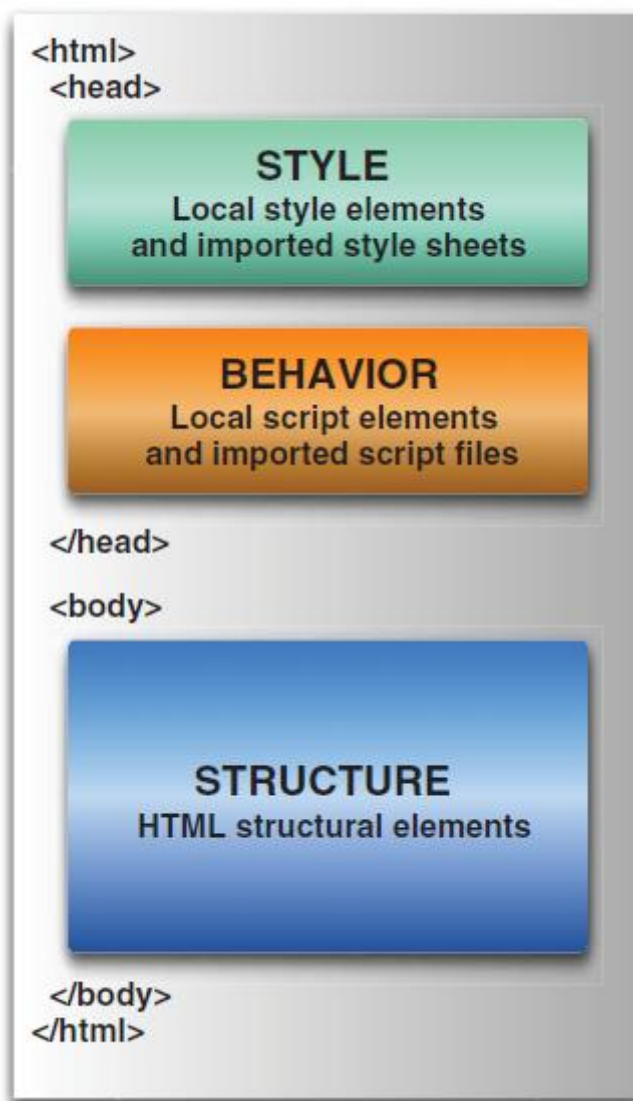 <html>
<head>
STYLE
Local style elements
and imported style sheets
BEHAVIOR
Local script elements
and imported script files
</head>
<body>
STRUCTURE
HTML structural elements
</body>
</html>